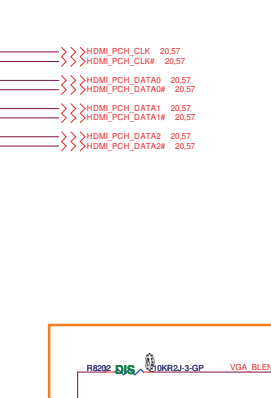 HDMI_PCH_CLK 20,57
HDMI_PCH_CLK# 20,57
HDMI_PCH_DATA0 20,57
HDMI_PCH_DATA0# 20,57
HDMI_PCH_DATA1 20,57
HDMI_PCH_DATA1# 20,57
HDMI_PCH_DATA2 20,57
HDMI_PCH_DATA2# 20,57
R8202 DIS 10KR2J-3-GP VGA_BLEN